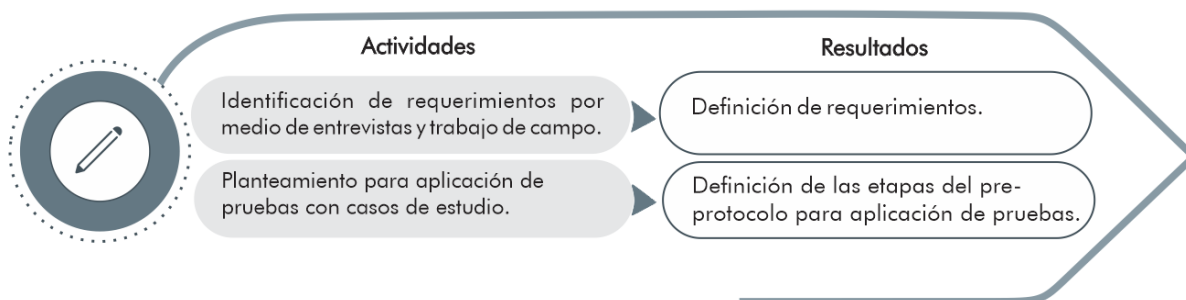 Actividades
Resultados
Identificación de requerimientos por
medio de entrevistas y trabajo de campo.
Definición de requerimientos.
Planteamiento para aplicación de
pruebas con casos de estudio.
Definición de las etapas del pre-
protocolo para aplicación de pruebas.